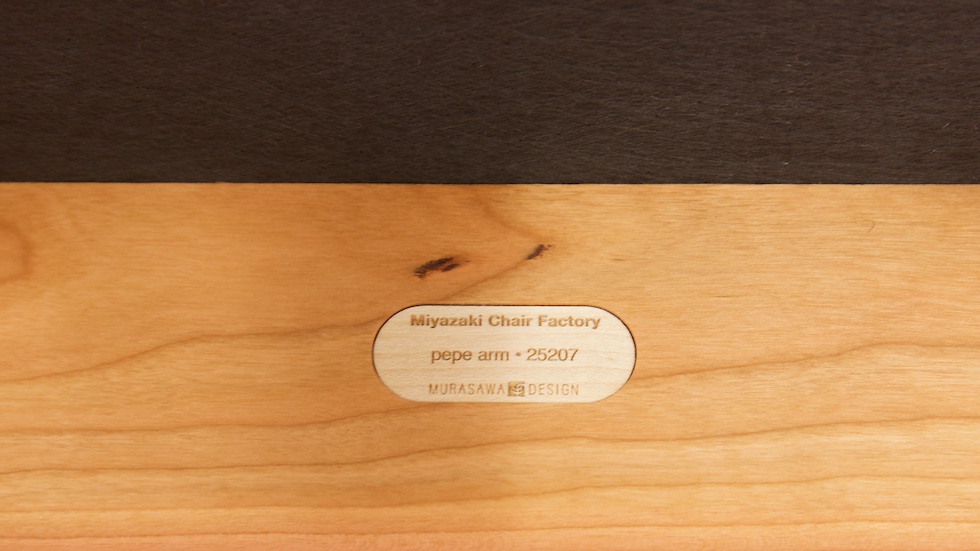 Miyazaki Chair Factory
pepe arm • 25207
MURASAWA DESIGN